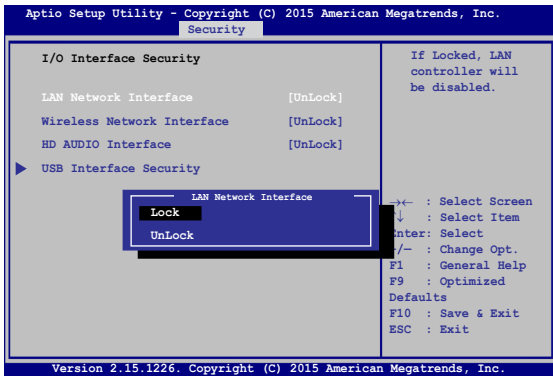 Aptio Setup Utility - Copyright (C) 2015 American Megatrends, Inc.
Security
I/O Interface Security
LAN Network Interface [UnLock]
Wireless Network Interface [UnLock]
HD AUDIO Interface [UnLock]
USB Interface Security
If Locked, LAN
controller will
be disabled.
LAN Network Interface
Lock
UnLock
→← : Select Screen
↓ : Select Item
nter: Select
/— : Change Opt.
F1 : General Help
F9 : Optimized
Defaults
F10 : Save & Exit
ESC : Exit
Version 2.15.1226. Copyright (C) 2015 American Megatrends, Inc.